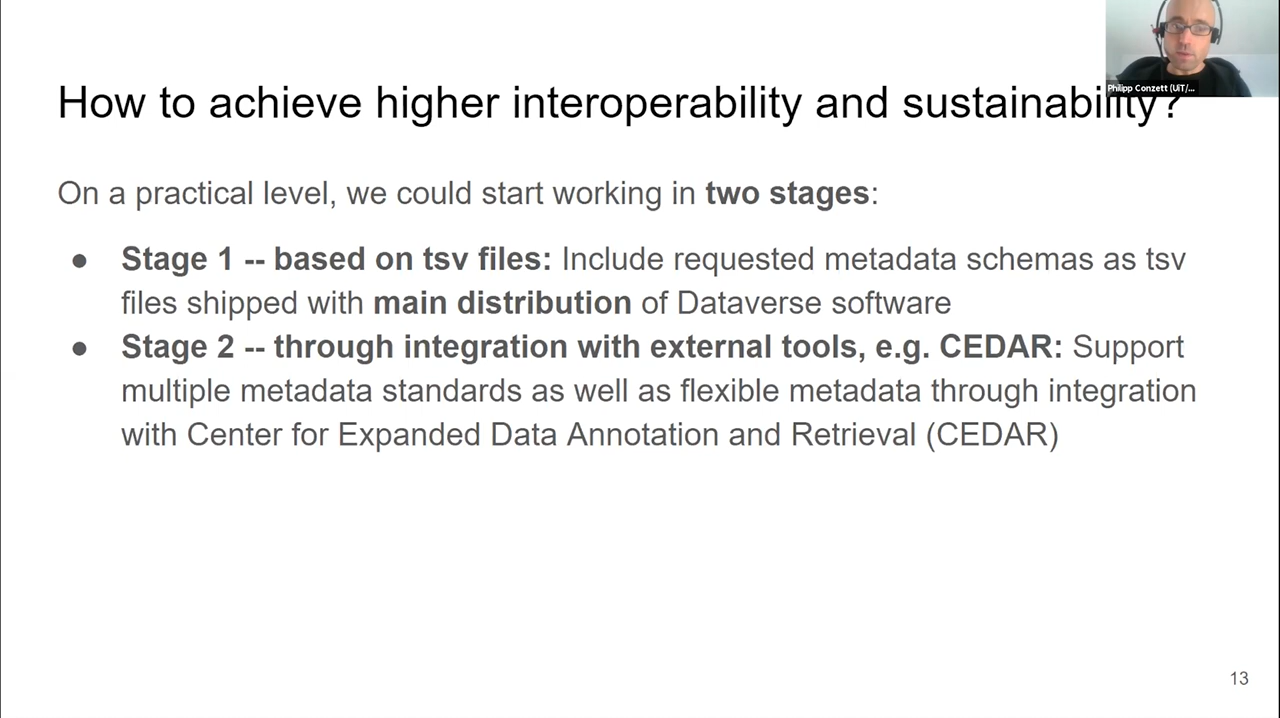 Philipp Conzett (UiT/...
How to achieve higher interoperability and sustainability?
On a practical level, we could start working in two stages:
● Stage 1 -- based on tsv files: Include requested metadata schemas as tsv
files shipped with main distribution of Dataverse software
● Stage 2 -- through integration with external tools, e.g. CEDAR: Support
multiple metadata standards as well as flexible metadata through integration
with Center for Expanded Data Annotation and Retrieval (CEDAR)
13